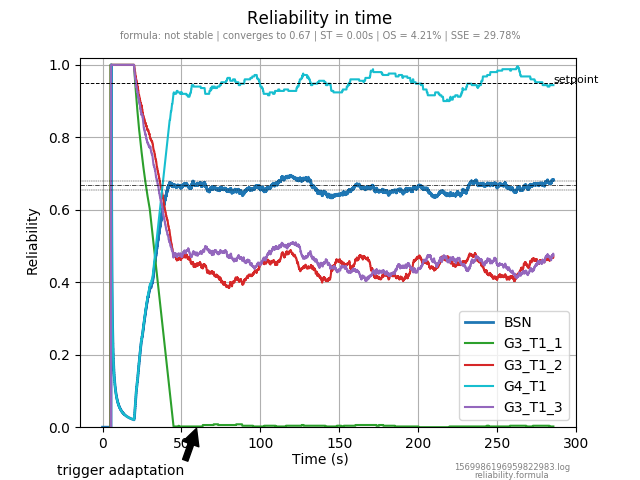 Reliability in time
formula: not stable | converges to 0.67 | ST = 0.00s | OS = 4.21% | SSE = 29.78%
1.0
setpoint
0.8
0.6
Reliability
0.4
0.2
0.0
BSN
G3_T1_1
G3_T1_2
G4_T1
G3_T1_3
0 50 100 150 200 250 300
Time (s)
trigger adaptation
1569986196959822983.log
reliability.formula